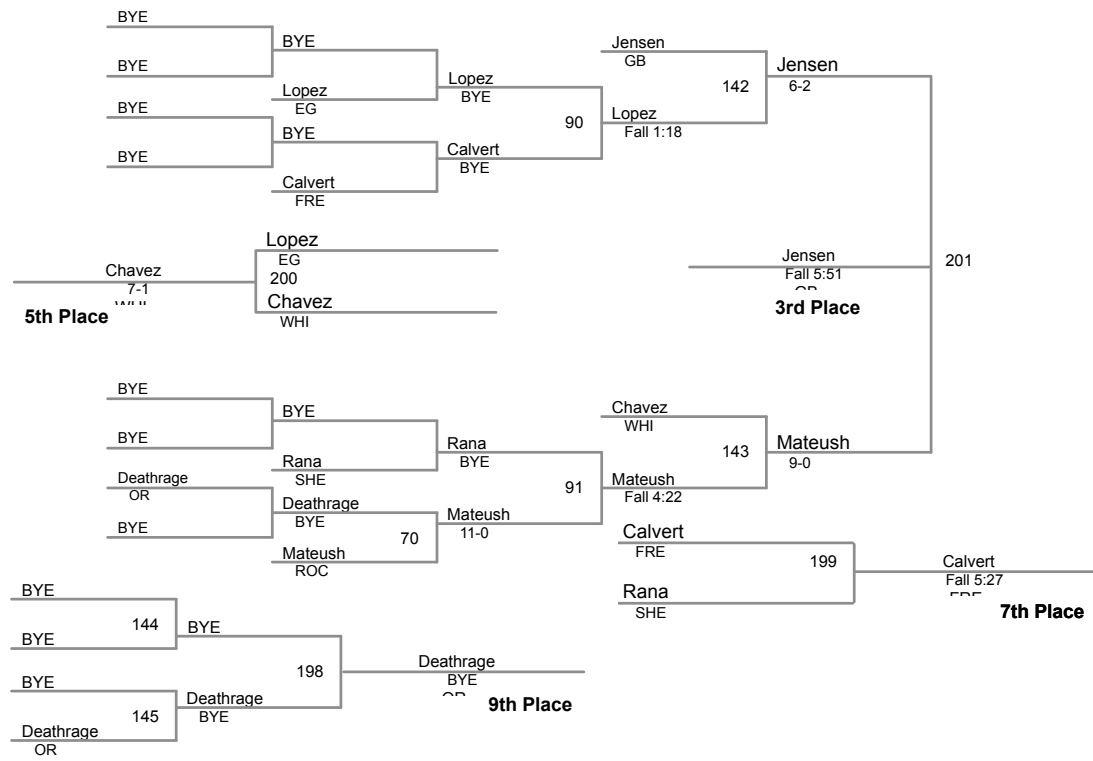 BYE
BYE
BYE
BYE
BYE
BYE
Lopez
EG
Calvert
FRE
Lopez
BYE
Calvert
BYE
90
Jensen
GB
Lopez
Fall 1:18
142
Jensen
6-2
201
Jensen
Fall 5:51
3rd Place
Lopez
EG
200
Chavez
WHI
Chavez
7-1
5th Place
BYE
BYE
Deathrage
OR
BYE
BYE
Rana
SHE
Deathrage
BYE
Mateush
ROC
70
Rana
BYE
Mateush
11-0
91
Chavez
WHI
Mateush
Fall 4:22
143
Mateush
9-0
Calvert
FRE
Rana
SHE
199
Calvert
Fall 5:27
7th Place
BYE
BYE
BYE
Deathrage
OR
144
145
BYE
Deathrage
BYE
198
Deathrage
BYE
9th Place